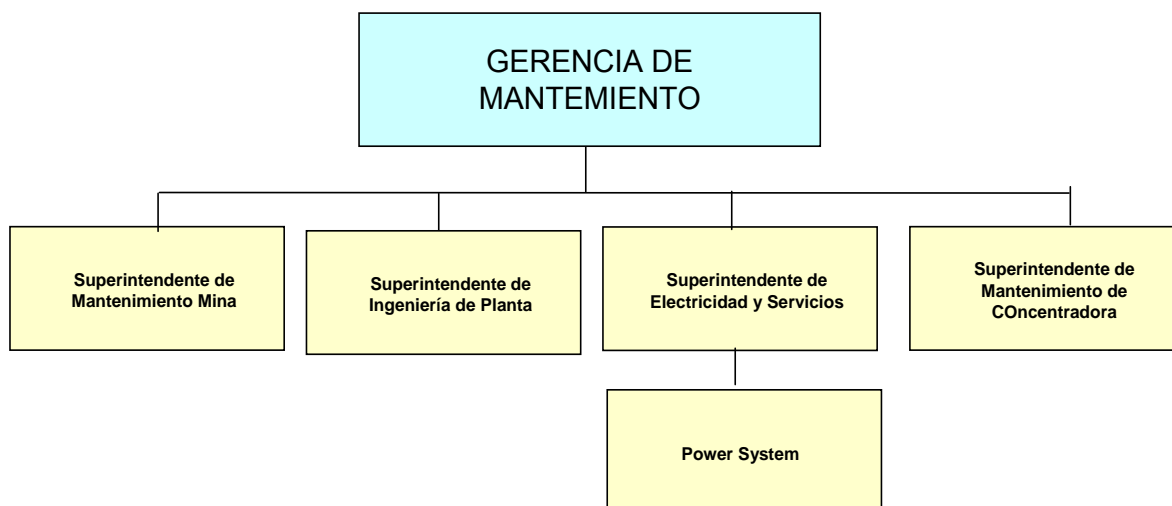 GERENCIA DE
MANTEMIENTO
Superintendente de
Mantenimiento Mina
Superintendente de
Ingeniería de Planta
Superintendente de
Electricidad y Servicios
Superintendente de
Mantenimiento de
COncentradora
Power System